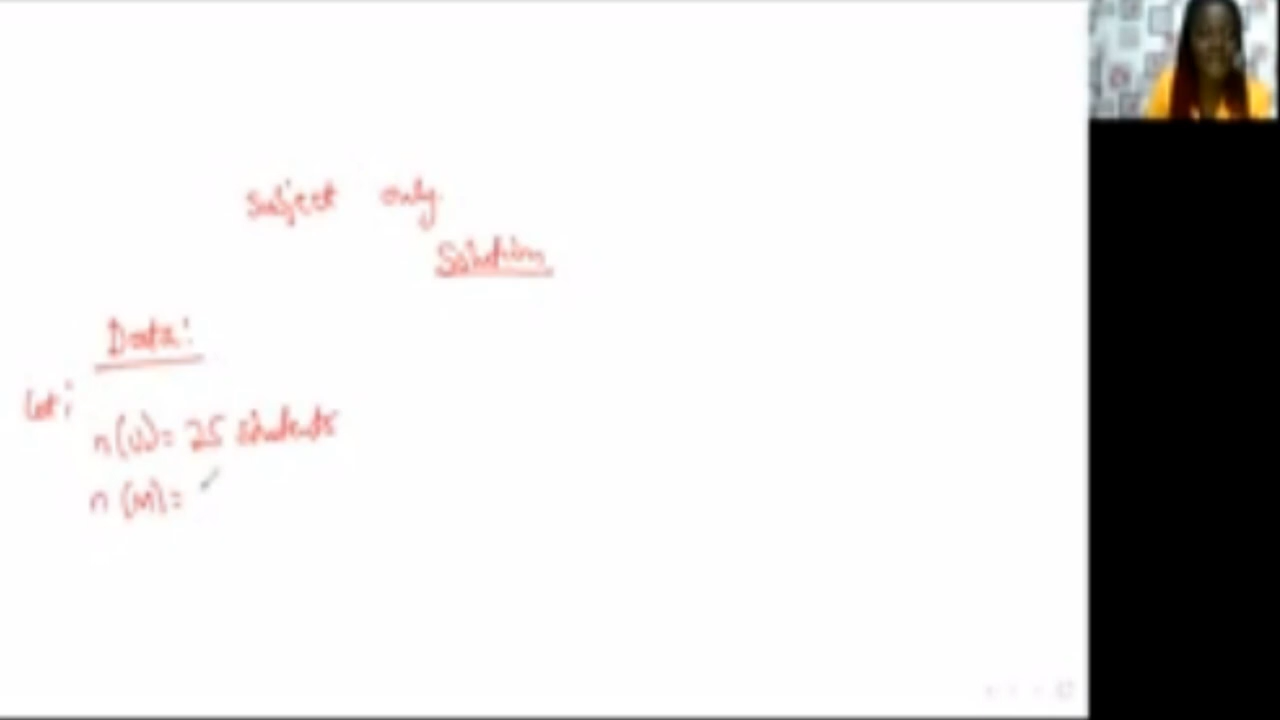 subject only
Solution
Data:
Let;
n(U)= 25 students
n(M)=